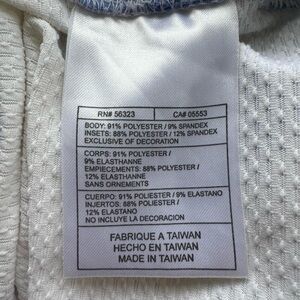 RN# 56323 CA# 05553
BODY: 91% POLYESTER / 9% SPANDEX
INSETS: 88% POLYESTER / 12% SPANDEX
EXCLUSIVE OF DECORATION
CORPS: 91% POLYESTER /
9% ELASTHANNE
EMPIECEMENTS: 88% POLYESTER /
12% ELASTHANNE
SANS ORNEMENTS
CUERPO: 91% POLIESTER / 9% ELASTANO
INJERTOS: 88% POLIESTER /
12% ELASTANO
NO INCLUYE LA DECORACION
FABRIQUE A TAIWAN
HECHO EN TAIWAN
MADE IN TAIWAN